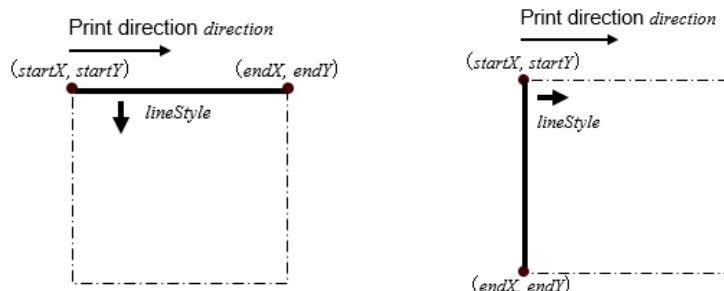 Print direction direction
(startX, startY) (endX, endY)
lineStyle
Print direction direction
(startX, startY)
lineStyle
(endX, endY)